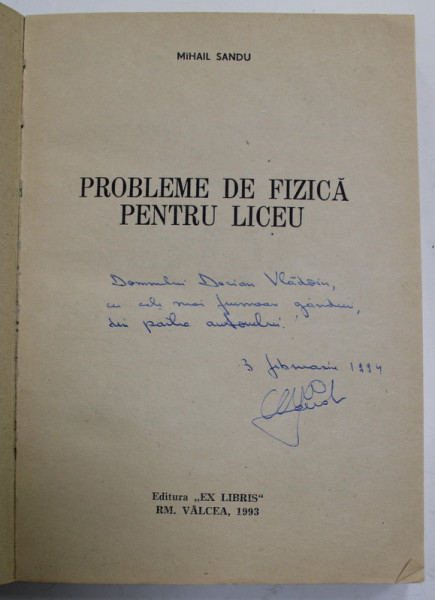 MIHAIL SANDU
PROBLEME DE FIZICĂ
PENTRU LICEU
Domnului Dorian
cu cele mai frumoase gânduri,
din partea autorului!
3 februarie 1994
Editura „EX LIBRIS"
RM. VÂLCEA, 1993